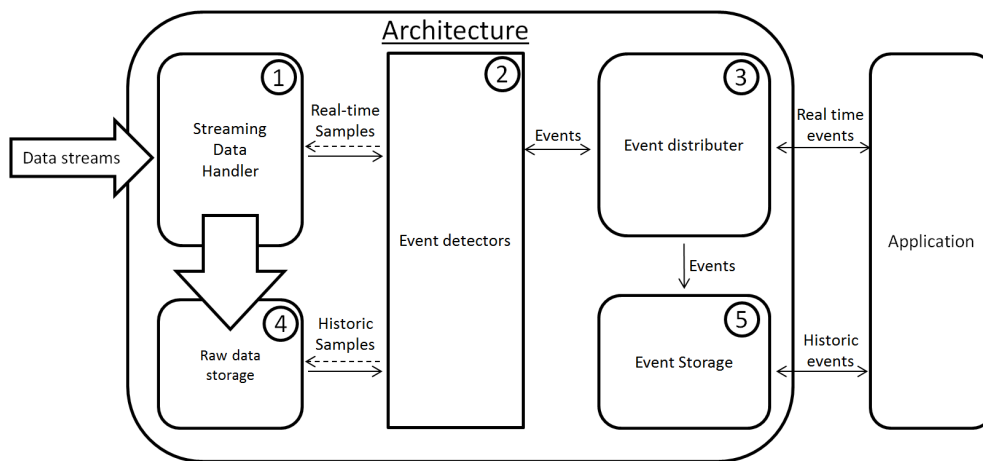 Architecture
1
2
3
Real-time
Samples
Streaming
Data
Handler
Data streams
Events
Event distributer
Real time
events
Event detectors
Application
Events
4
Historic
Samples
5
Raw data
storage
Event Storage
Historic
events